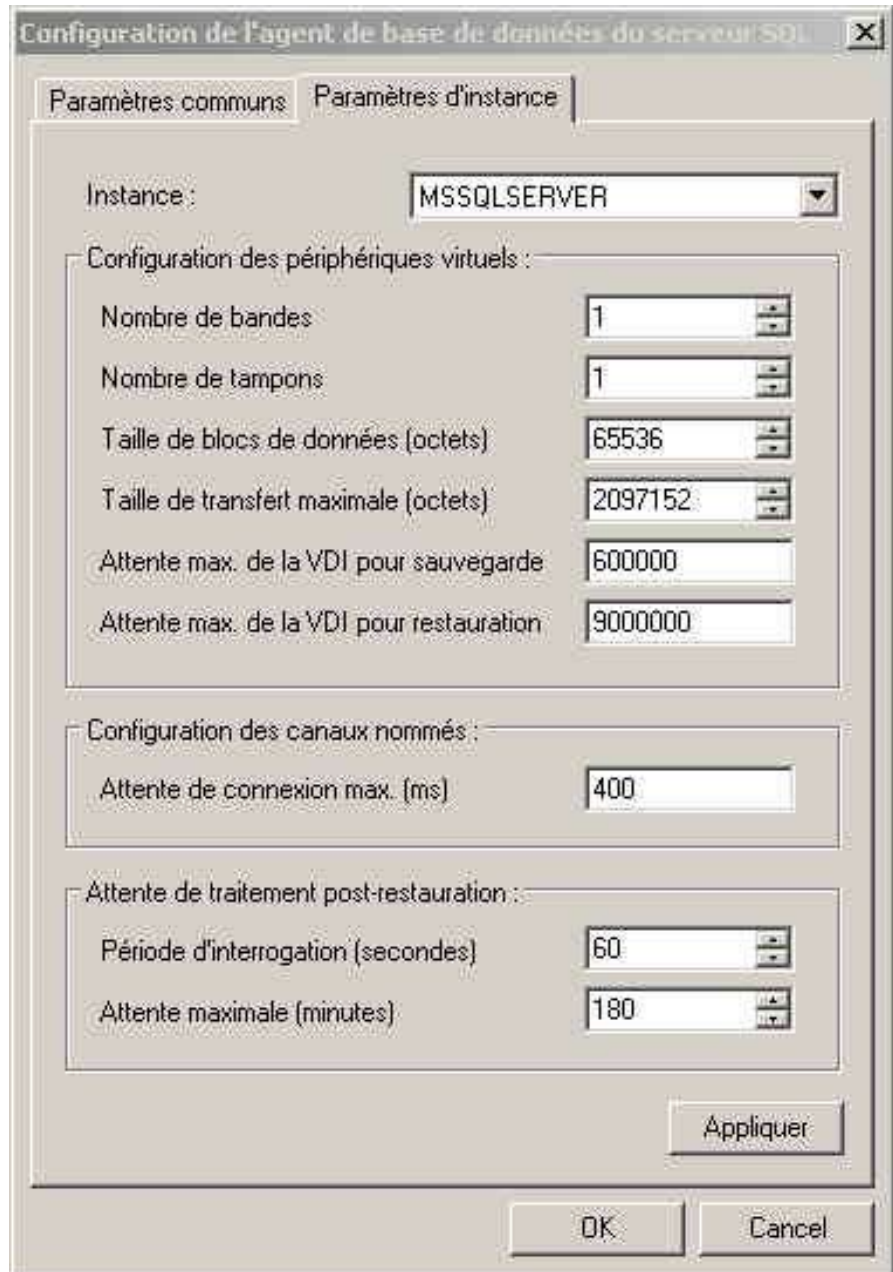 Configuration de l'agent de base de données du serveur SQL
Paramètres communs
Paramètres d'instance
Instance : MSSQLSERVER
Configuration des périphériques virtuels :
Nombre de bandes 1
Nombre de tampons 1
Taille de blocs de données (octets) 65536
Taille de transfert maximale (octets) 2097152
Attente max. de la VDI pour sauvegarde 600000
Attente max. de la VDI pour restauration 9000000
Configuration des canaux nommés :
Attente de connexion max. (ms) 400
Attente de traitement post-restauration :
Période d'interrogation (secondes) 60
Attente maximale (minutes) 180
Appliquer
OK Cancel